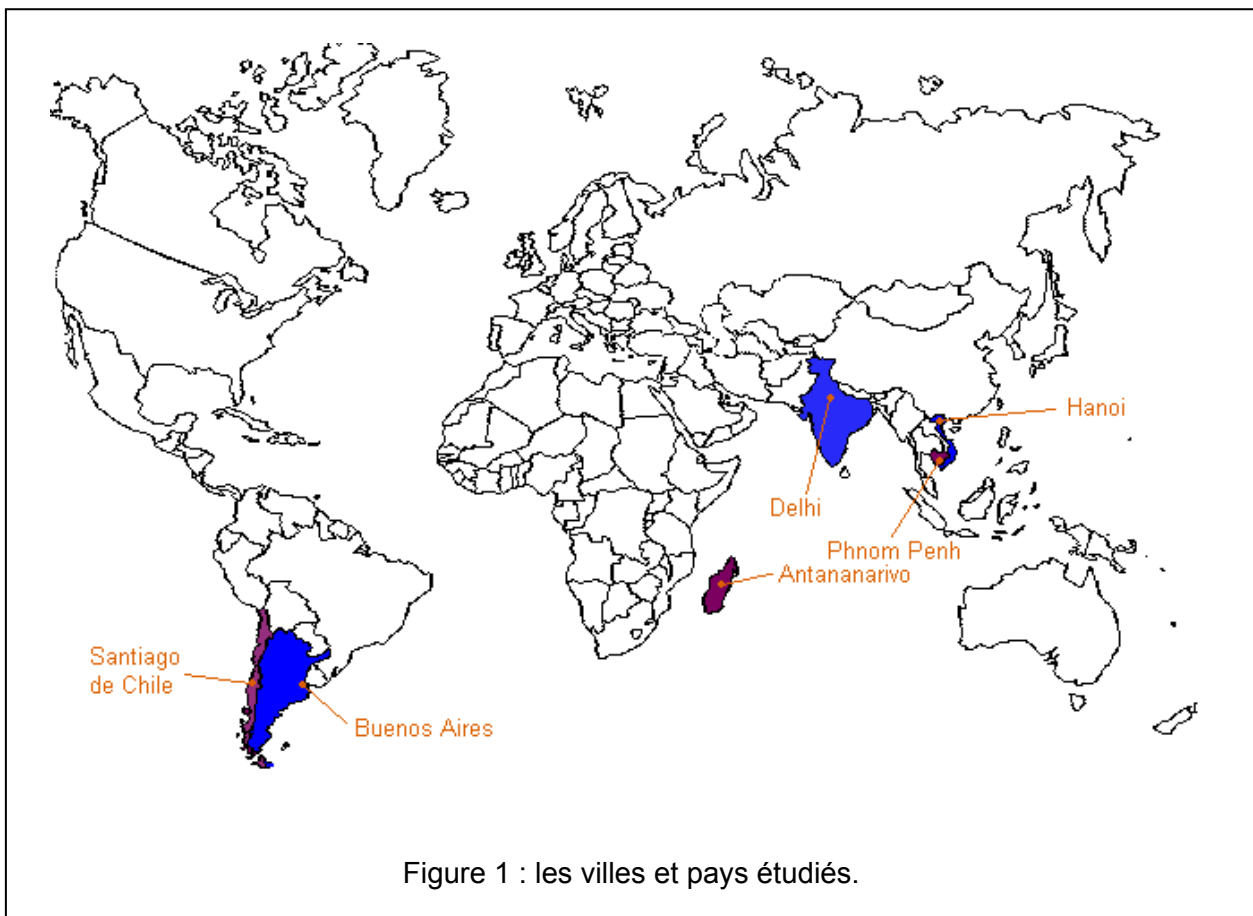 Hanoi
Delhi
Phnom Penh
Antananarivo
Santiago
de Chile
Buenos Aires
Figure 1 : les villes et pays étudiés.